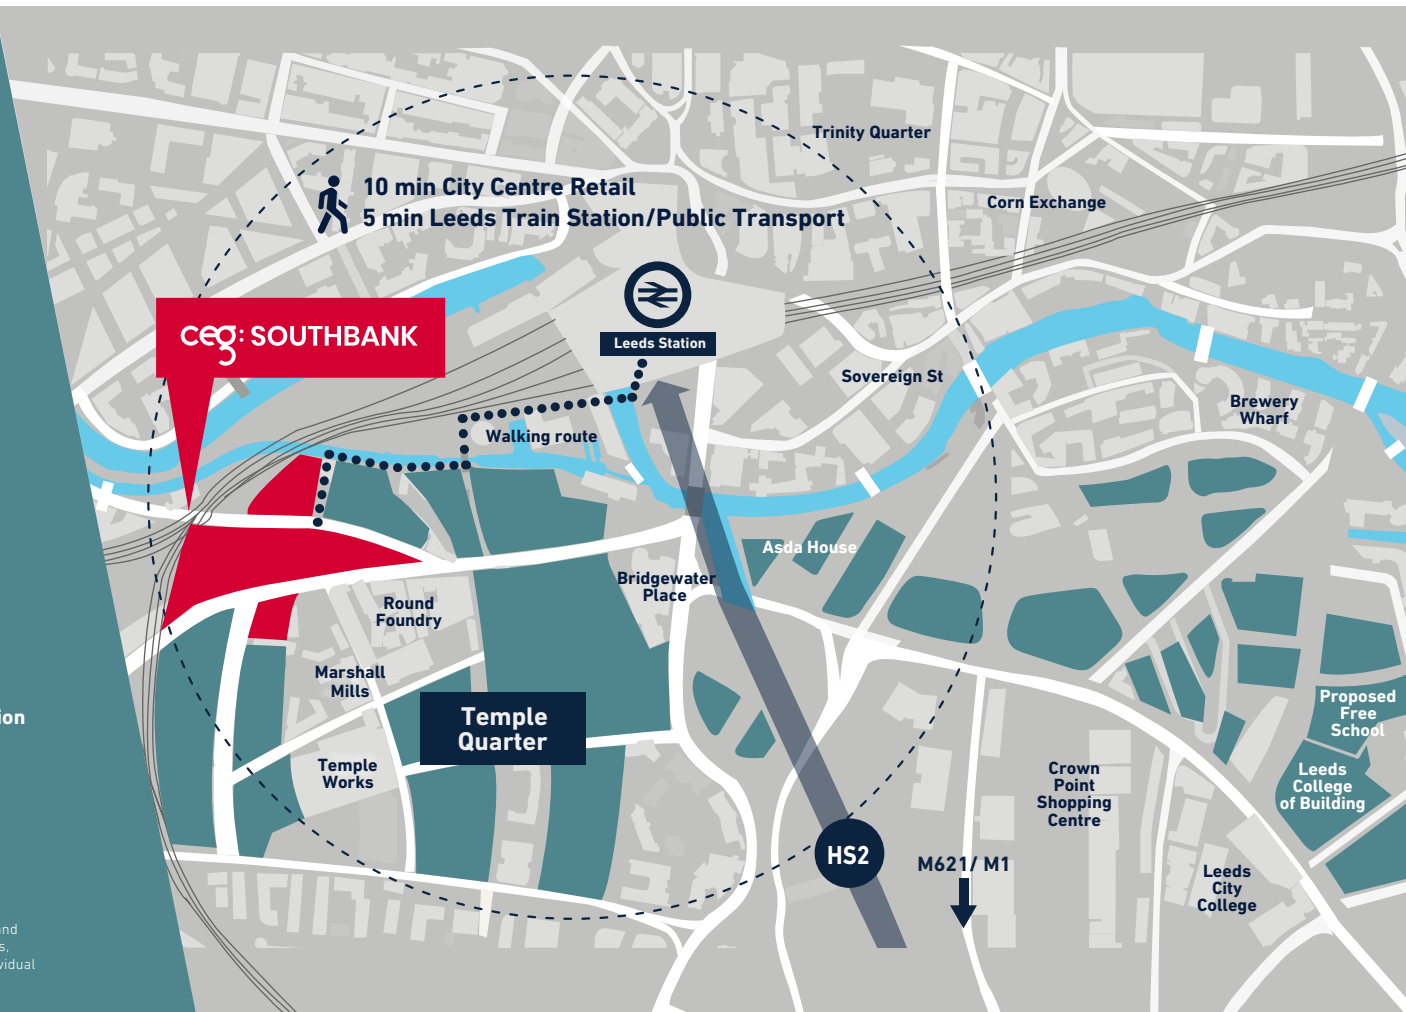 Trinity Quarter
10 min City Centre Retail
5 min Leeds Train Station/Public Transport
Corn Exchange
ceg: SOUTHBANK
Leeds Station
Sovereign St
Brewery
Wharf
Walking route
Asda House
Bridgewater
Place
Round
Foundry
Marshall
Mills
Temple
Quarter
Temple
Works
Proposed
Free
School
Leeds
College
of Building
Crown
Point
Shopping
Centre
HS2
M621/ M1
Leeds
City
College